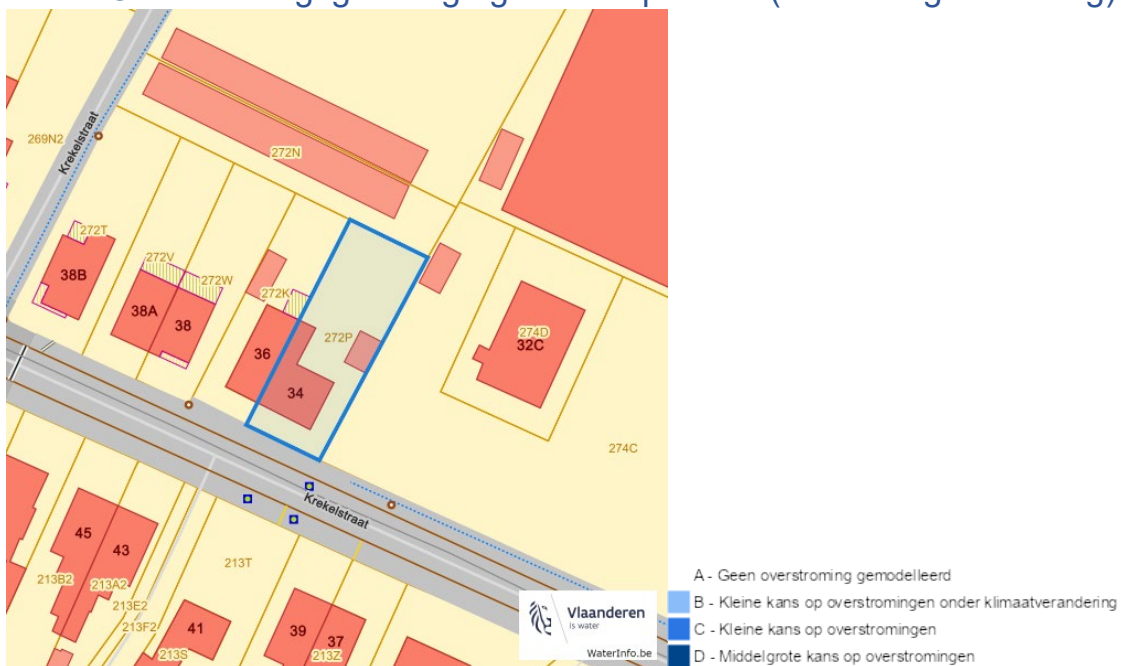 Krekelstraat
269N2
272N
272T
38B
272V
272W
38A
38
272K
36
272P
34
274D
32C
274C
Krekelstraat
45
43
213B2
213A2
213E2
213F2
213T
41
213S
39
37
213Z
Vlaanderen
is water
WaterInfo.be
A - Geen overstroming gemodelleerd
B - Kleine kans op overstromingen onder klimaatverandering
C - Kleine kans op overstromingen
D - Middelgrote kans op overstromingen